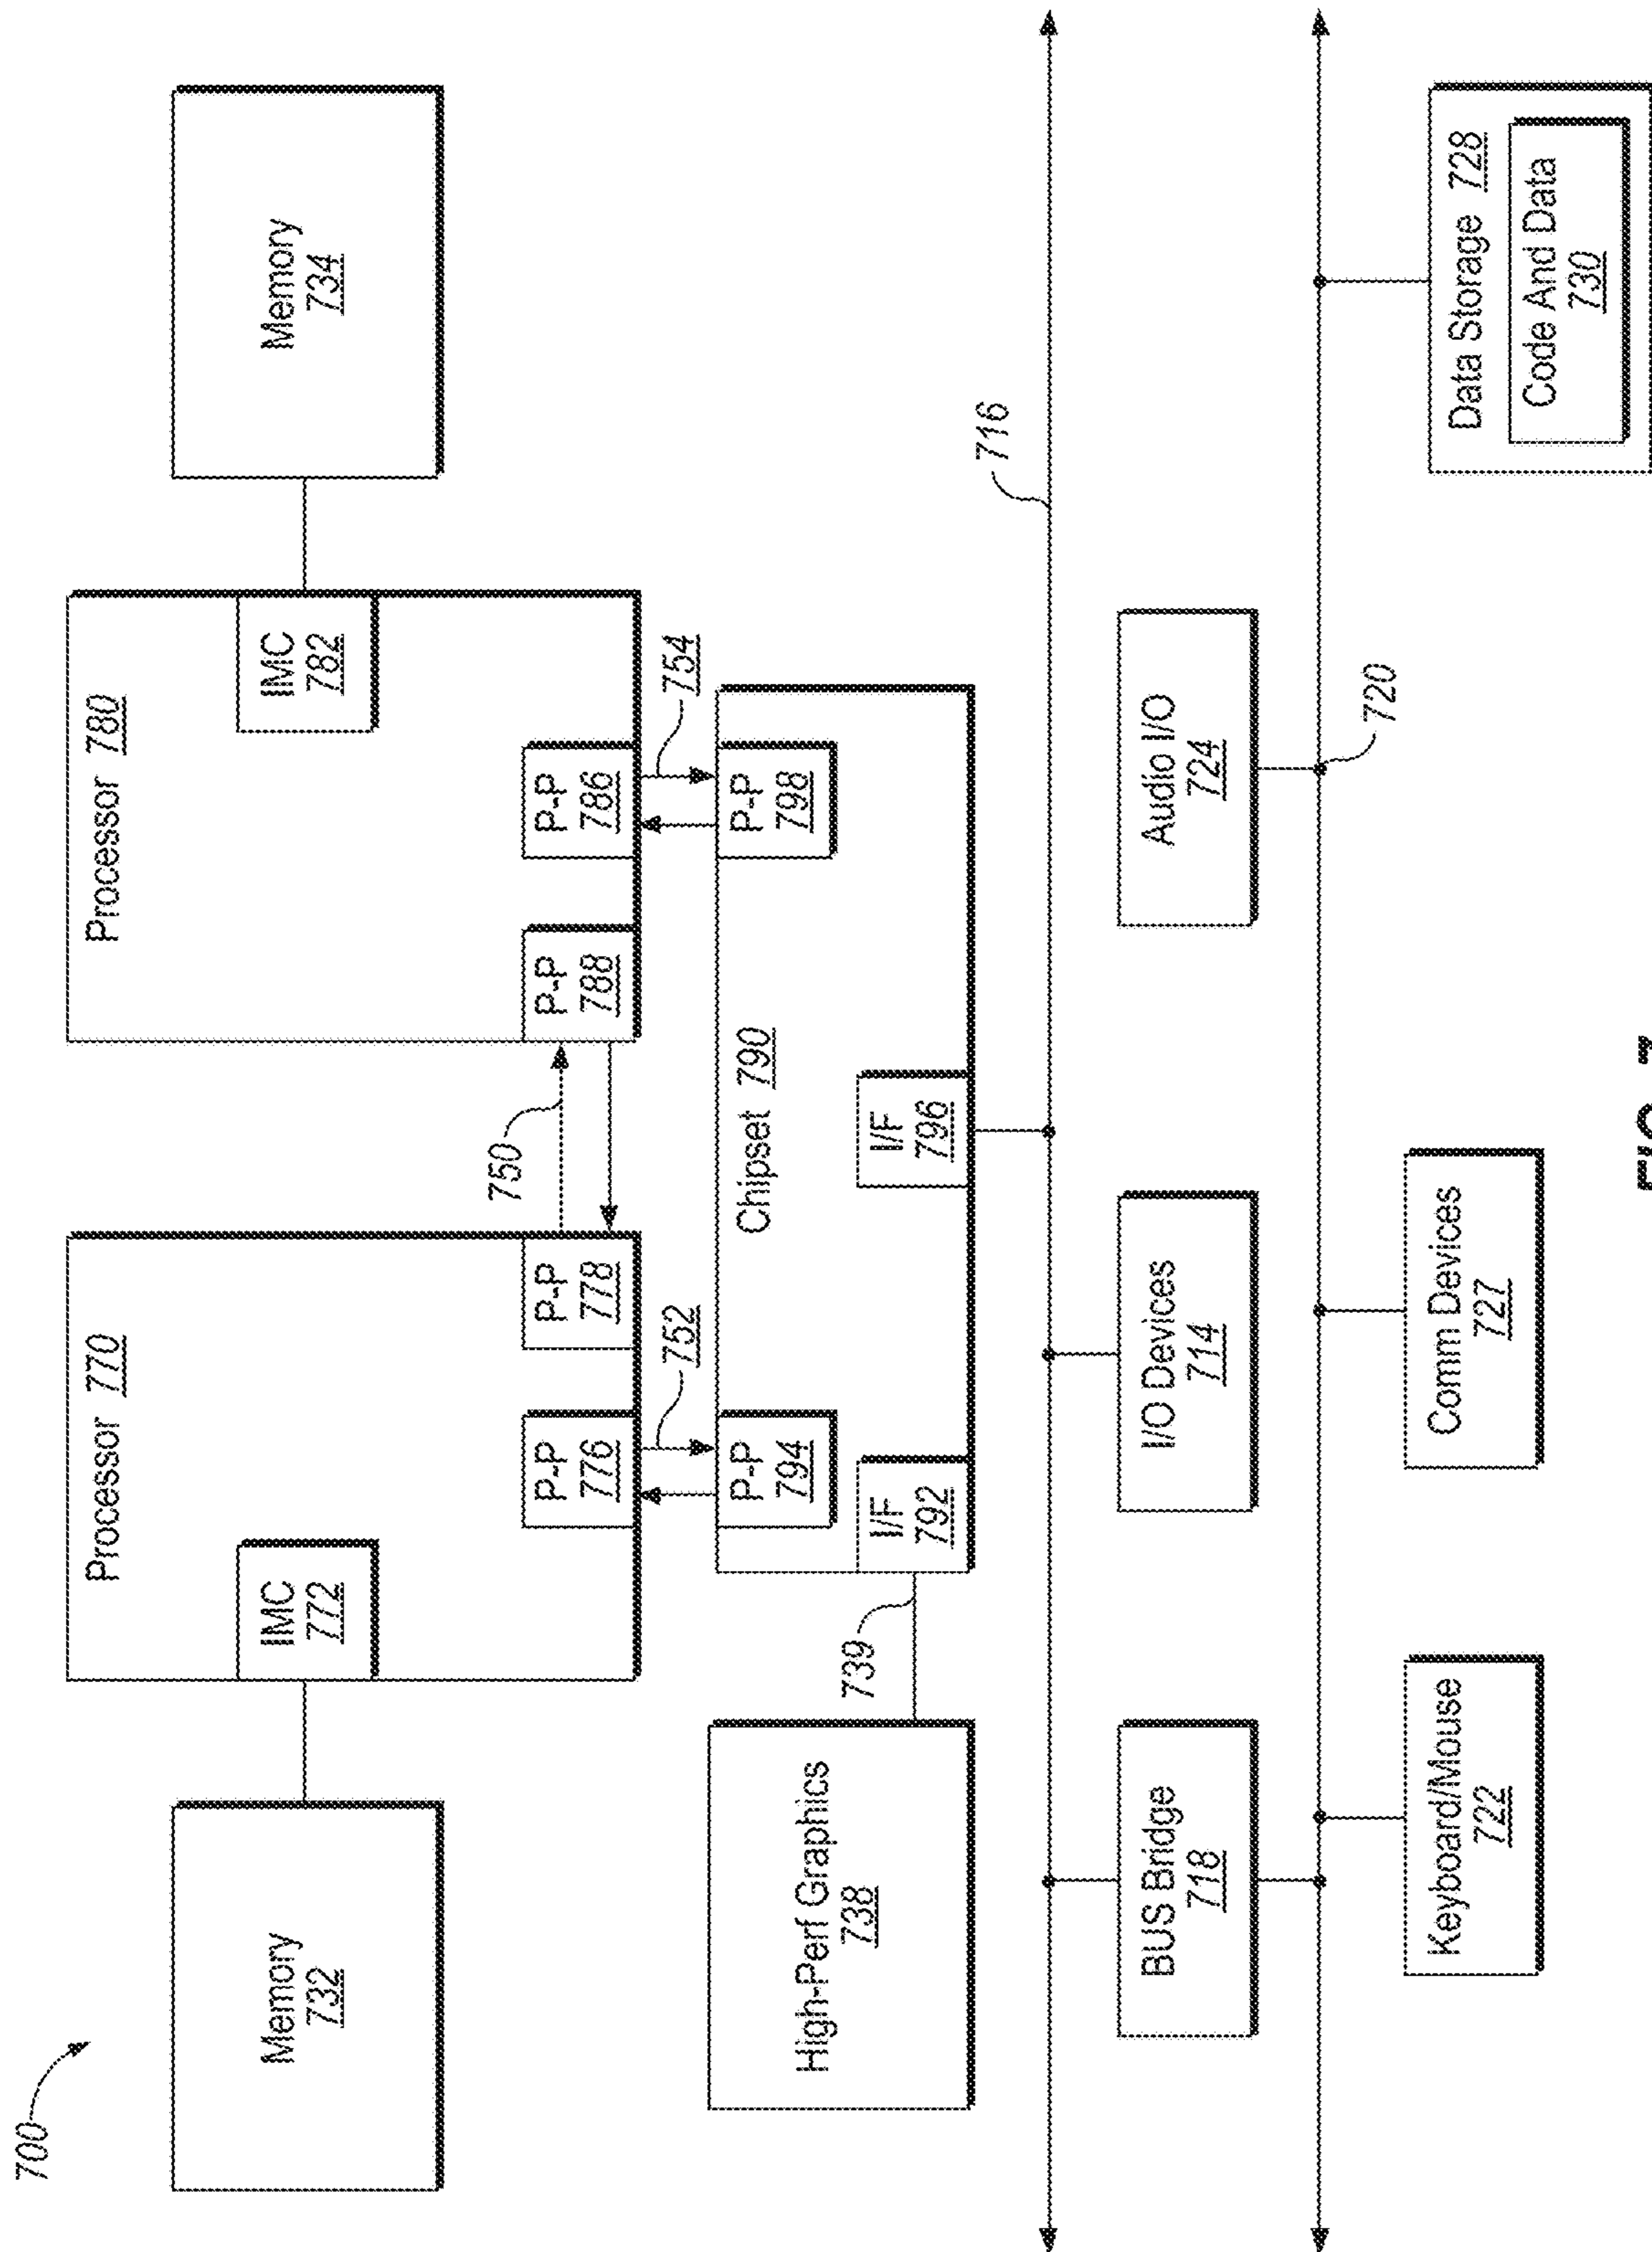 700
Memory
732
Processor 770
IMC
772
P-P
776
P-P
778
750
Processor 780
IMC
782
P-P
788
P-P
786
Memory
734
752
754
High-Perf Graphics
738
739
Chipset 790
P-P
794
P-P
798
I/F
792
I/F
796
716
BUS Bridge
718
I/O Devices
714
Audio I/O
724
720
Keyboard/Mouse
722
Comm Devices
727
Data Storage 728
Code And Data
730
FIG. 7